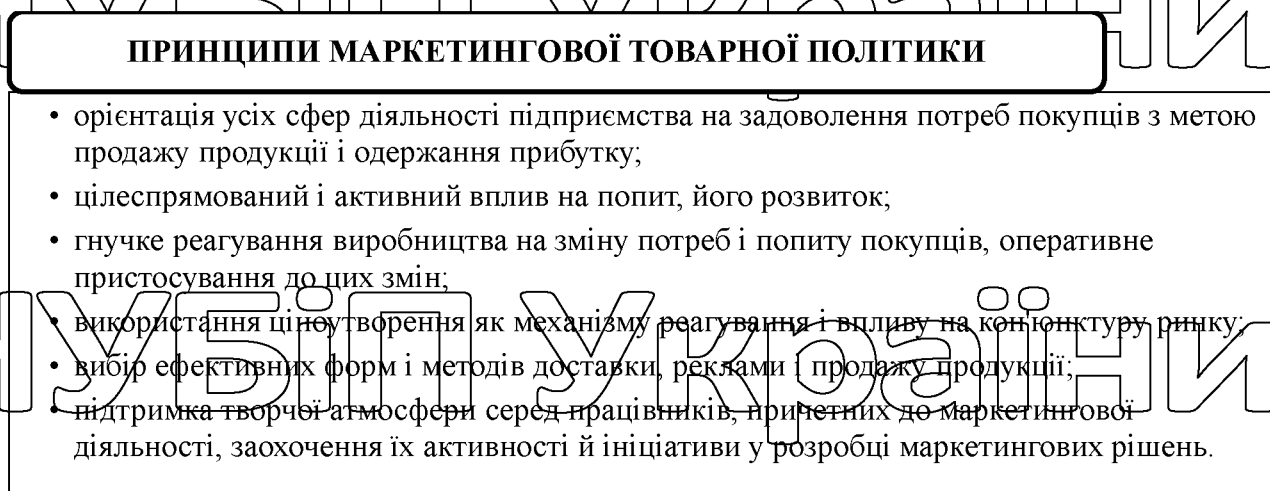 ПРИНЦИПИ МАРКЕТИНГОВОЇ ТОВАРНОЇ ПОЛІТИКИ
• орієнтація усіх сфер діяльності підприємства на задоволення потреб покупців з метою
продажу продукції і одержання прибутку;
• цілеспрямований і активний вплив на попит, його розвиток;
• гнучке реагування виробництва на зміну потреб і попиту покупців, оперативне
пристосування до цих змін;
• використання ціноутворення як механізму реагування і впливу на кон'юнктуру ринку;
• вибір ефективних форм і методів доставки, реклами і продажу продукції;
• підтримка творчої атмосфери серед працівників, причетних до маркетингової
діяльності, заохочення їх активності й ініціативи у розробці маркетингових рішень.
НУБіП України